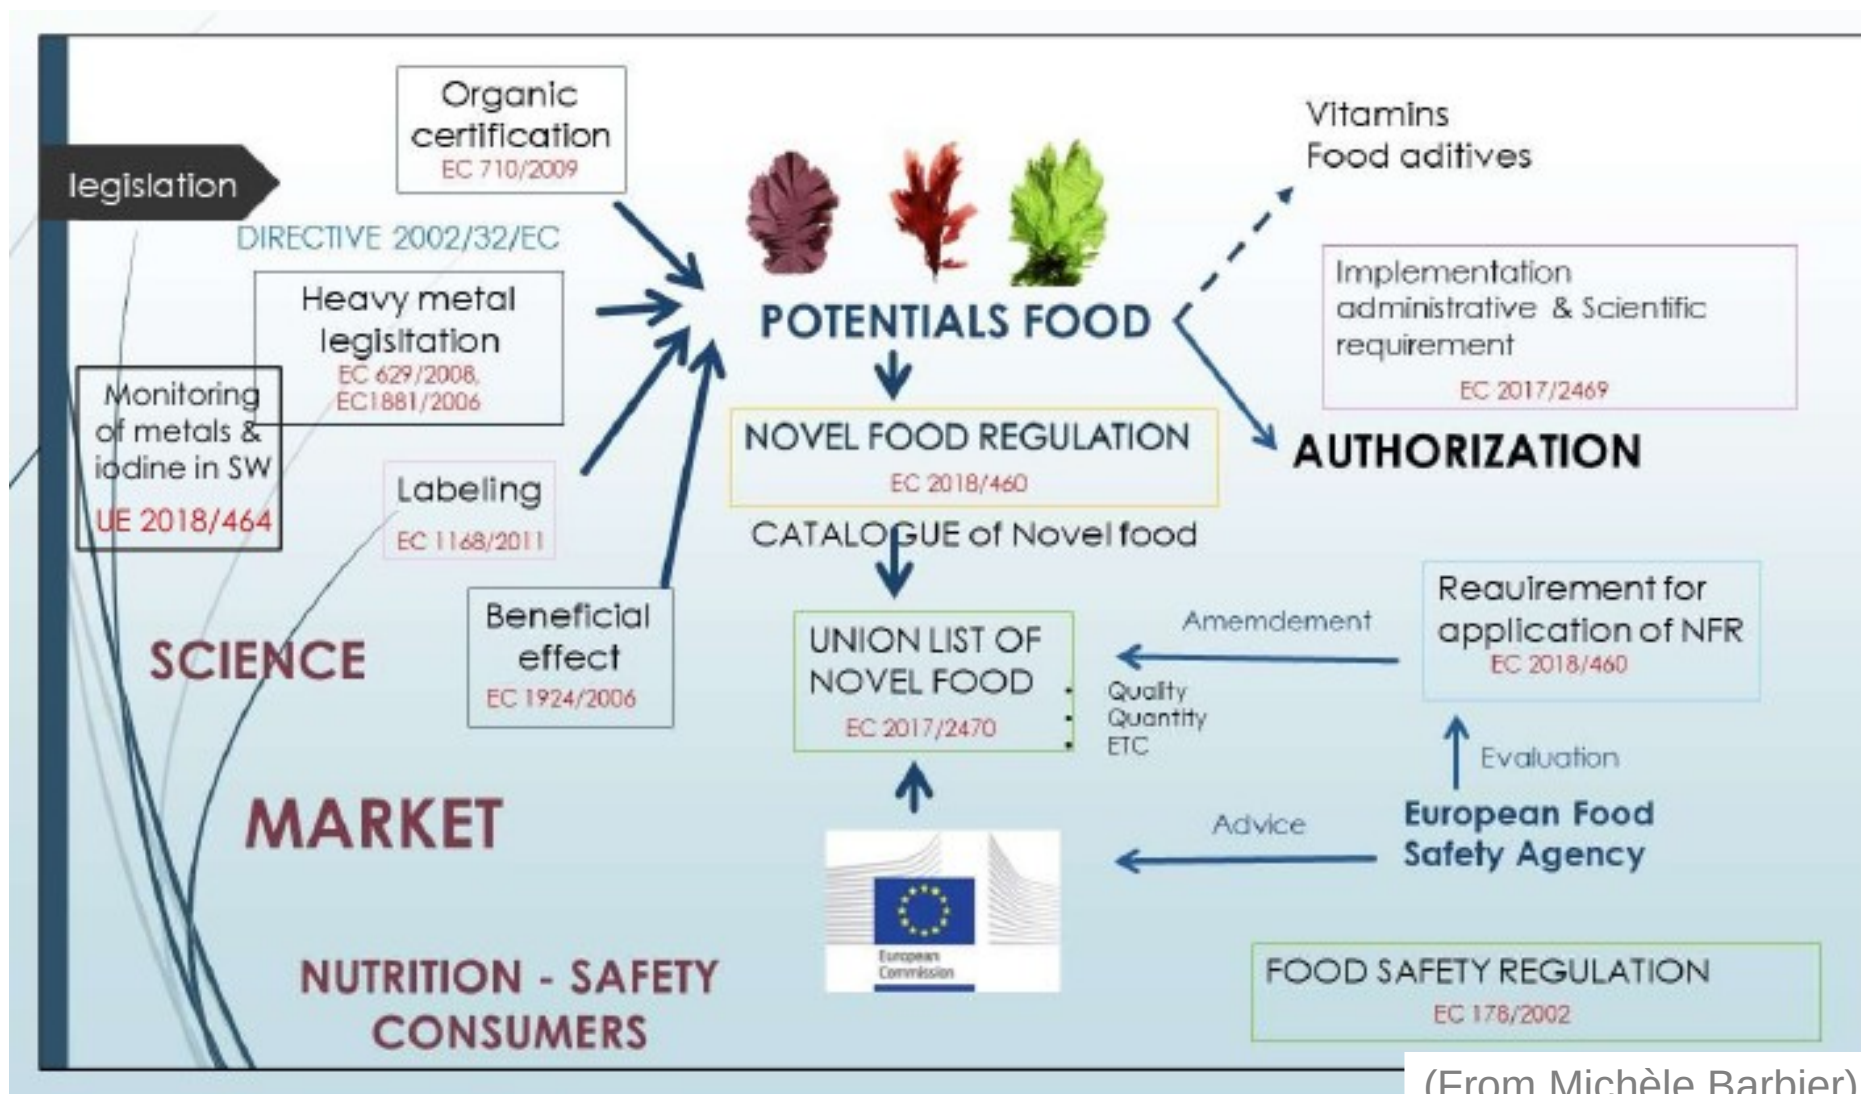 legislation
Organic
certification
EC 710/2009
DIRECTIVE 2002/32/EC
Heavy metal
legisltation
EC 629/2008,
EC1881/2006
Monitoring
of metals &
iodine in SW
UE 2018/464
Labeling
EC 1168/2011
Beneficial
effect
EC 1924/2006
SCIENCE
MARKET
NUTRITION - SAFETY
CONSUMERS
POTENTIALS FOOD
NOVEL FOOD REGULATION
EC 2018/460
CATALOGUE of Novel food
UNION LIST OF
NOVEL FOOD
EC 2017/2470
Quality
Quantity
ETC
European
Commission
Vitamins
Food aditives
Implementation
administrative & Scientific
requirement
EC 2017/2469
AUTHORIZATION
Amemdement
Reauirement for
application of NFR
EC 2018/460
Evaluation
Advice
European Food
Safety Agency
FOOD SAFETY REGULATION
EC 178/2002
(From Michèle Barbier)